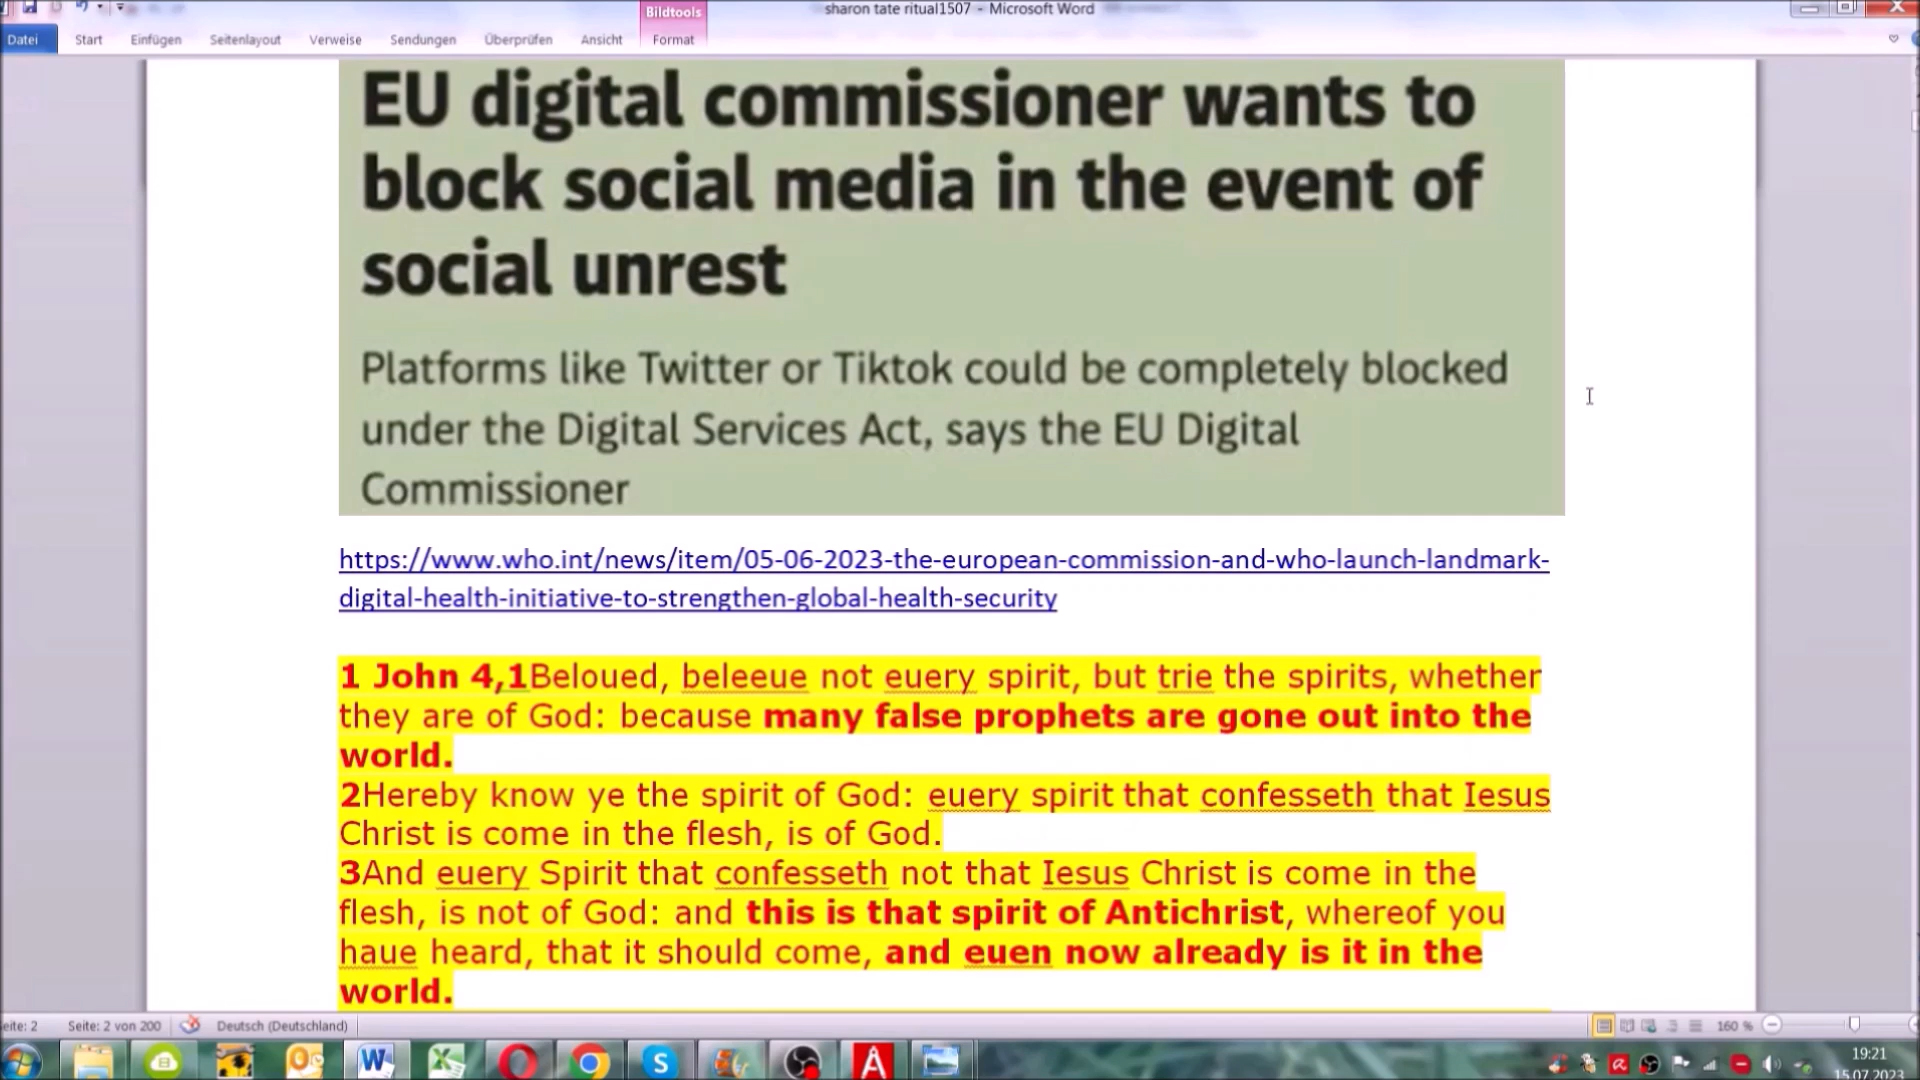 sharon tate ritual1507 - Microsoft Word
Bildtools
Datei Start Einfügen Seitenlayout Verweise Sendungen Überprüfen Ansicht Format
EU digital commissioner wants to
block social media in the event of
social unrest
Platforms like Twitter or Tiktok could be completely blocked
under the Digital Services Act, says the EU Digital
Commissioner
https://www.who.int/news/item/05-06-2023-the-european-commission-and-who-launch-landmark-
digital-health-initiative-to-strengthen-global-health-security
1 John 4,1Beloued, beleeue not euery spirit, but trie the spirits, whether
they are of God: because many false prophets are gone out into the
world.
2Hereby know ye the spirit of God: euery spirit that confesseth that Iesus
Christ is come in the flesh, is of God.
3And euery Spirit that confesseth not that Iesus Christ is come in the
flesh, is not of God: and this is that spirit of Antichrist, whereof you
haue heard, that it should come, and euen now already is it in the
world.
eite: 2 Seite: 2 von 200 Deutsch (Deutschland) 160 %
19:21
15.07.2023